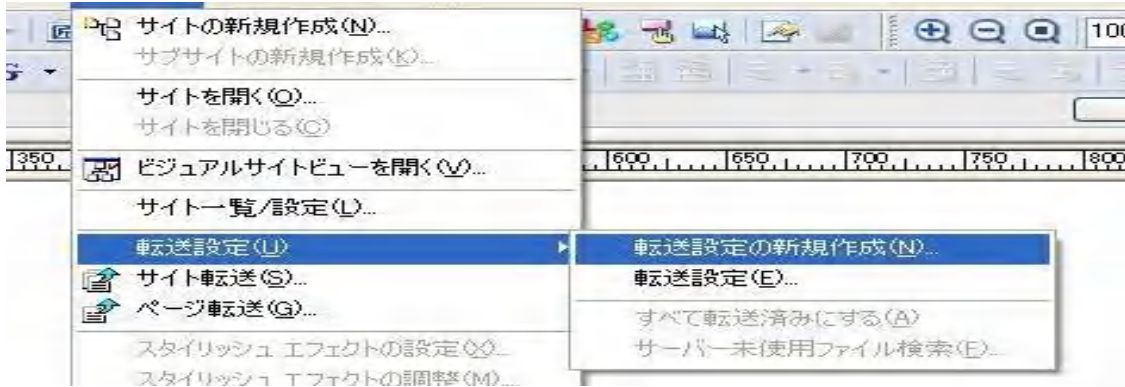 サイトの新規作成(N)...
サブサイトの新規作成(K)...
サイトを開く(O)...
サイトを閉じる(C)
ビジュアルサイトビューを開く(V)...
サイト一覧/設定(L)...
転送設定(U)
サイト転送(S)...
ページ転送(G)...
スタイリッシュ エフェクトの設定(X)...
スタイリッシュ エフェクトの調整(M)...
転送設定の新規作成(N)...
転送設定(E)...
すべて転送済みにする(A)
サーバー未使用ファイル検索(F)...
100
350 600 650 700 750 800